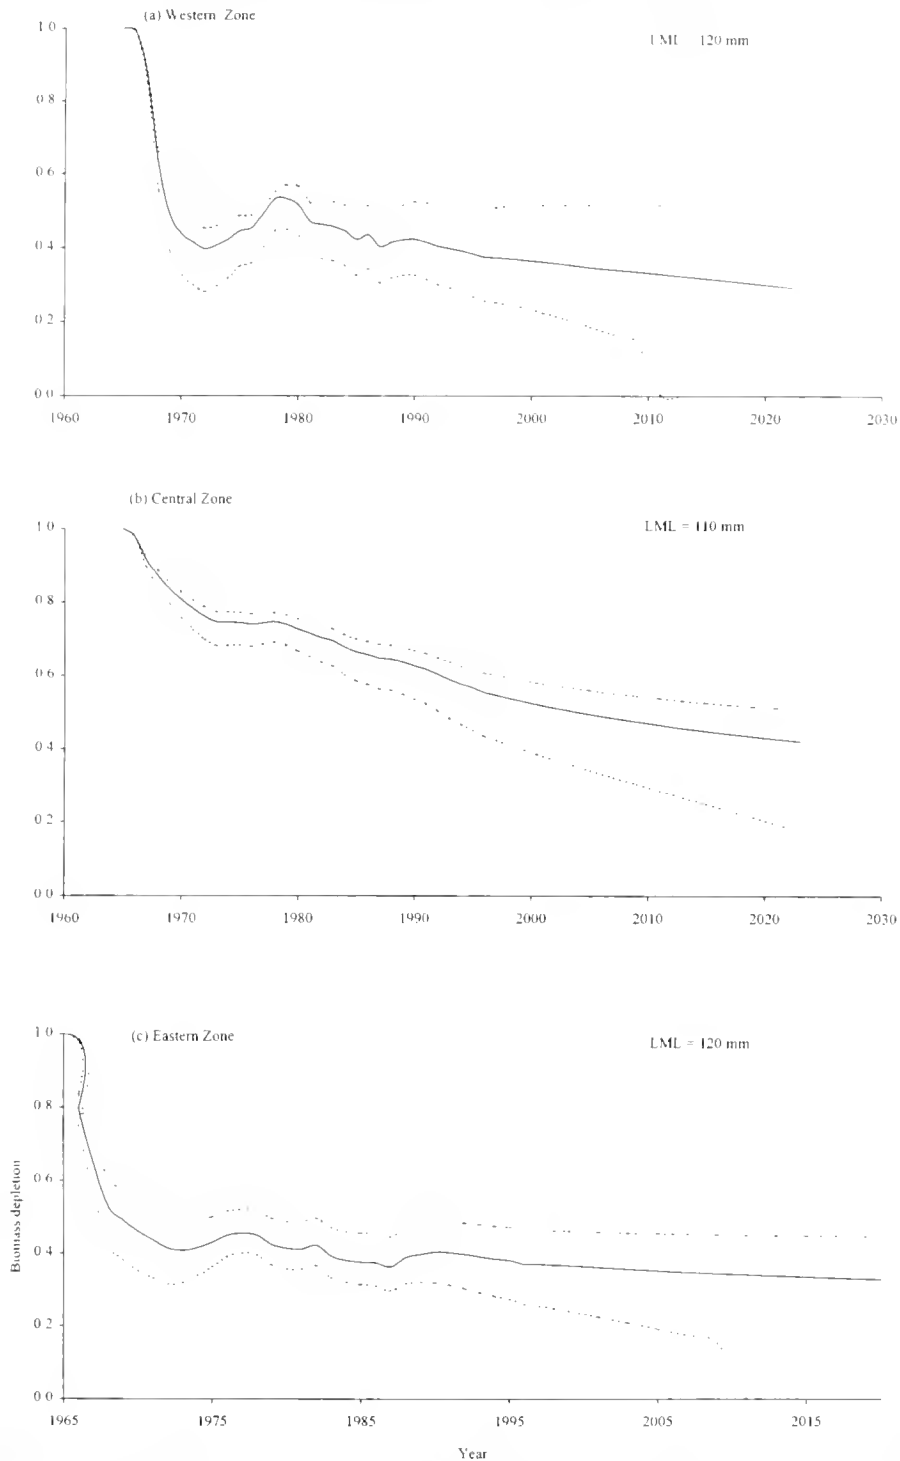 (a) Western Zone
LML = 120 mm
1 0
0 8
0 6
0 4
0 2
0 0
1960 1970 1980 1990 2000 2010 2020 2030
(b) Central Zone
LML = 110 mm
1 0
0 8
0 6
0 4
0 2
0 0
1960 1970 1980 1990 2000 2010 2020 2030
(c) Eastern Zone
LML = 120 mm
1 0
0 8
0 6
0 4
0 2
0 0
Biomass depletion
1965 1975 1985 1995 2005 2015
Year